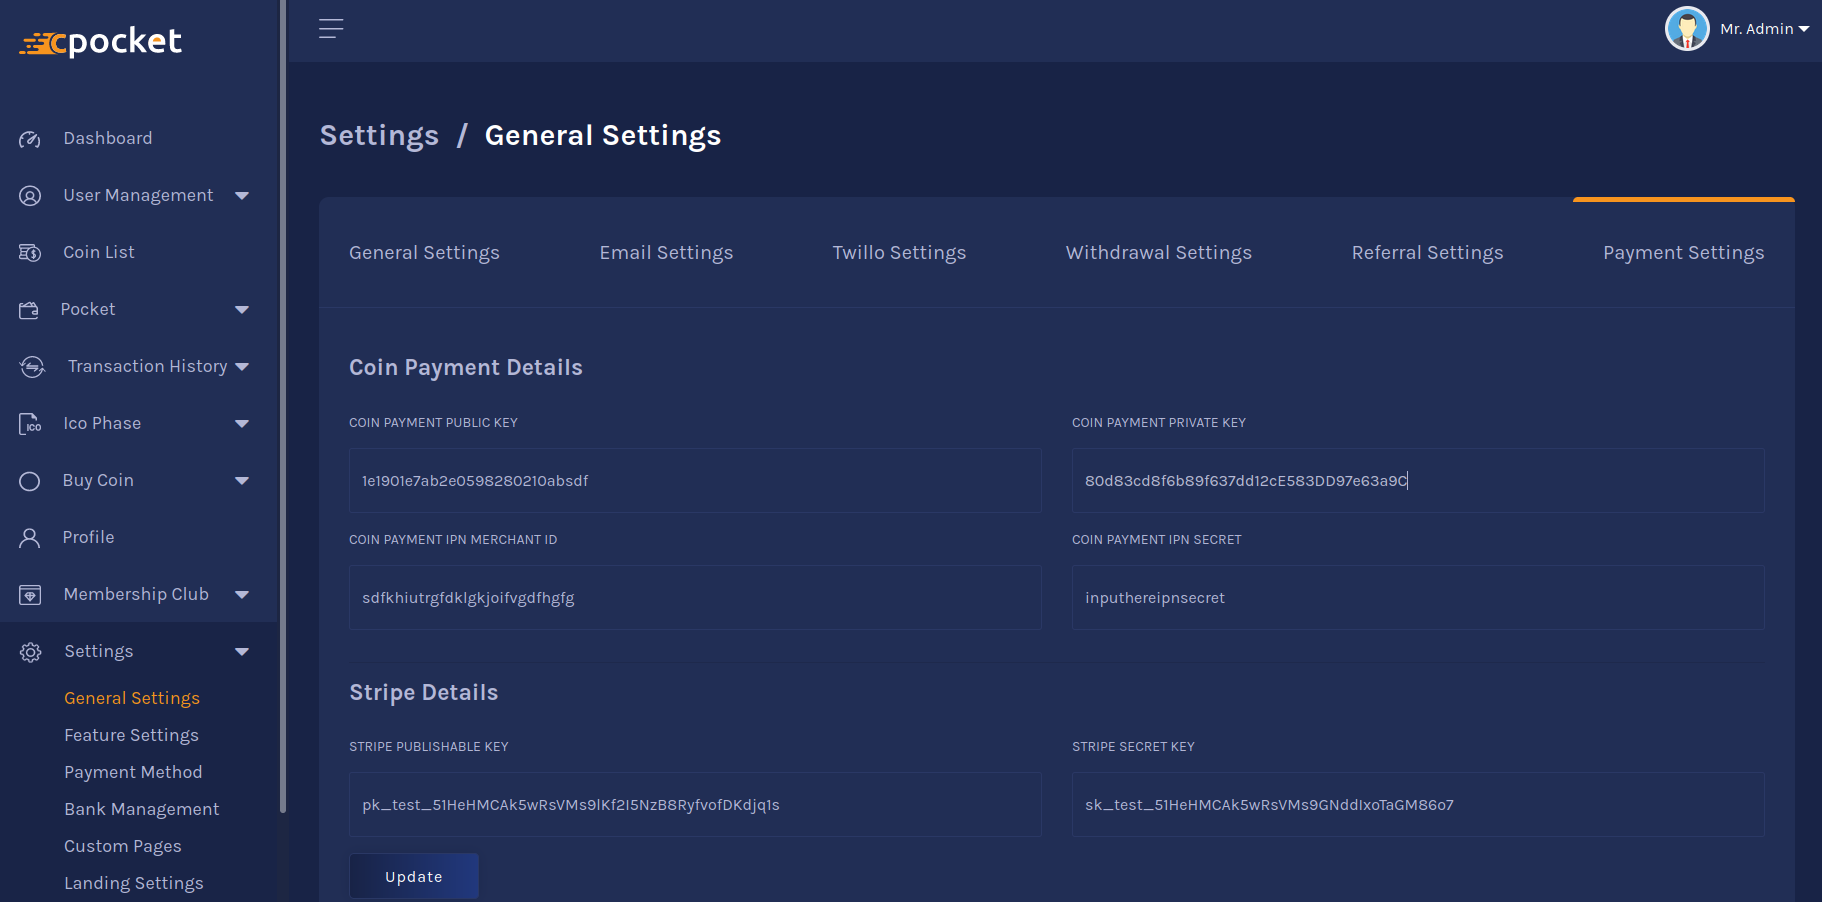 cpocket
Mr. Admin
Dashboard
User Management
Coin List
Pocket
Transaction History
ICO
Ico Phase
Buy Coin
Profile
Membership Club
Settings
General Settings
Feature Settings
Payment Method
Bank Management
Custom Pages
Landing Settings
Settings / General Settings
General Settings Email Settings Twillo Settings Withdrawal Settings Referral Settings Payment Settings
Coin Payment Details
COIN PAYMENT PUBLIC KEY
1e1901e7ab2e0598280210absdf
COIN PAYMENT PRIVATE KEY
80d83cd8f6b89f637dd12cE583DD97e63a9C
COIN PAYMENT IPN MERCHANT ID
sdfkhiutrgfdklgkjoifvgdfhgfg
COIN PAYMENT IPN SECRET
inputhereipnsecret
Stripe Details
STRIPE PUBLISHABLE KEY
pk_test_51HeHMCAk5wRsVMs9lKf2I5NzB8RyfvofDKdjq1s
STRIPE SECRET KEY
sk_test_51HeHMCAk5wRsVMs9GNddIxoTaGM86o7
Update